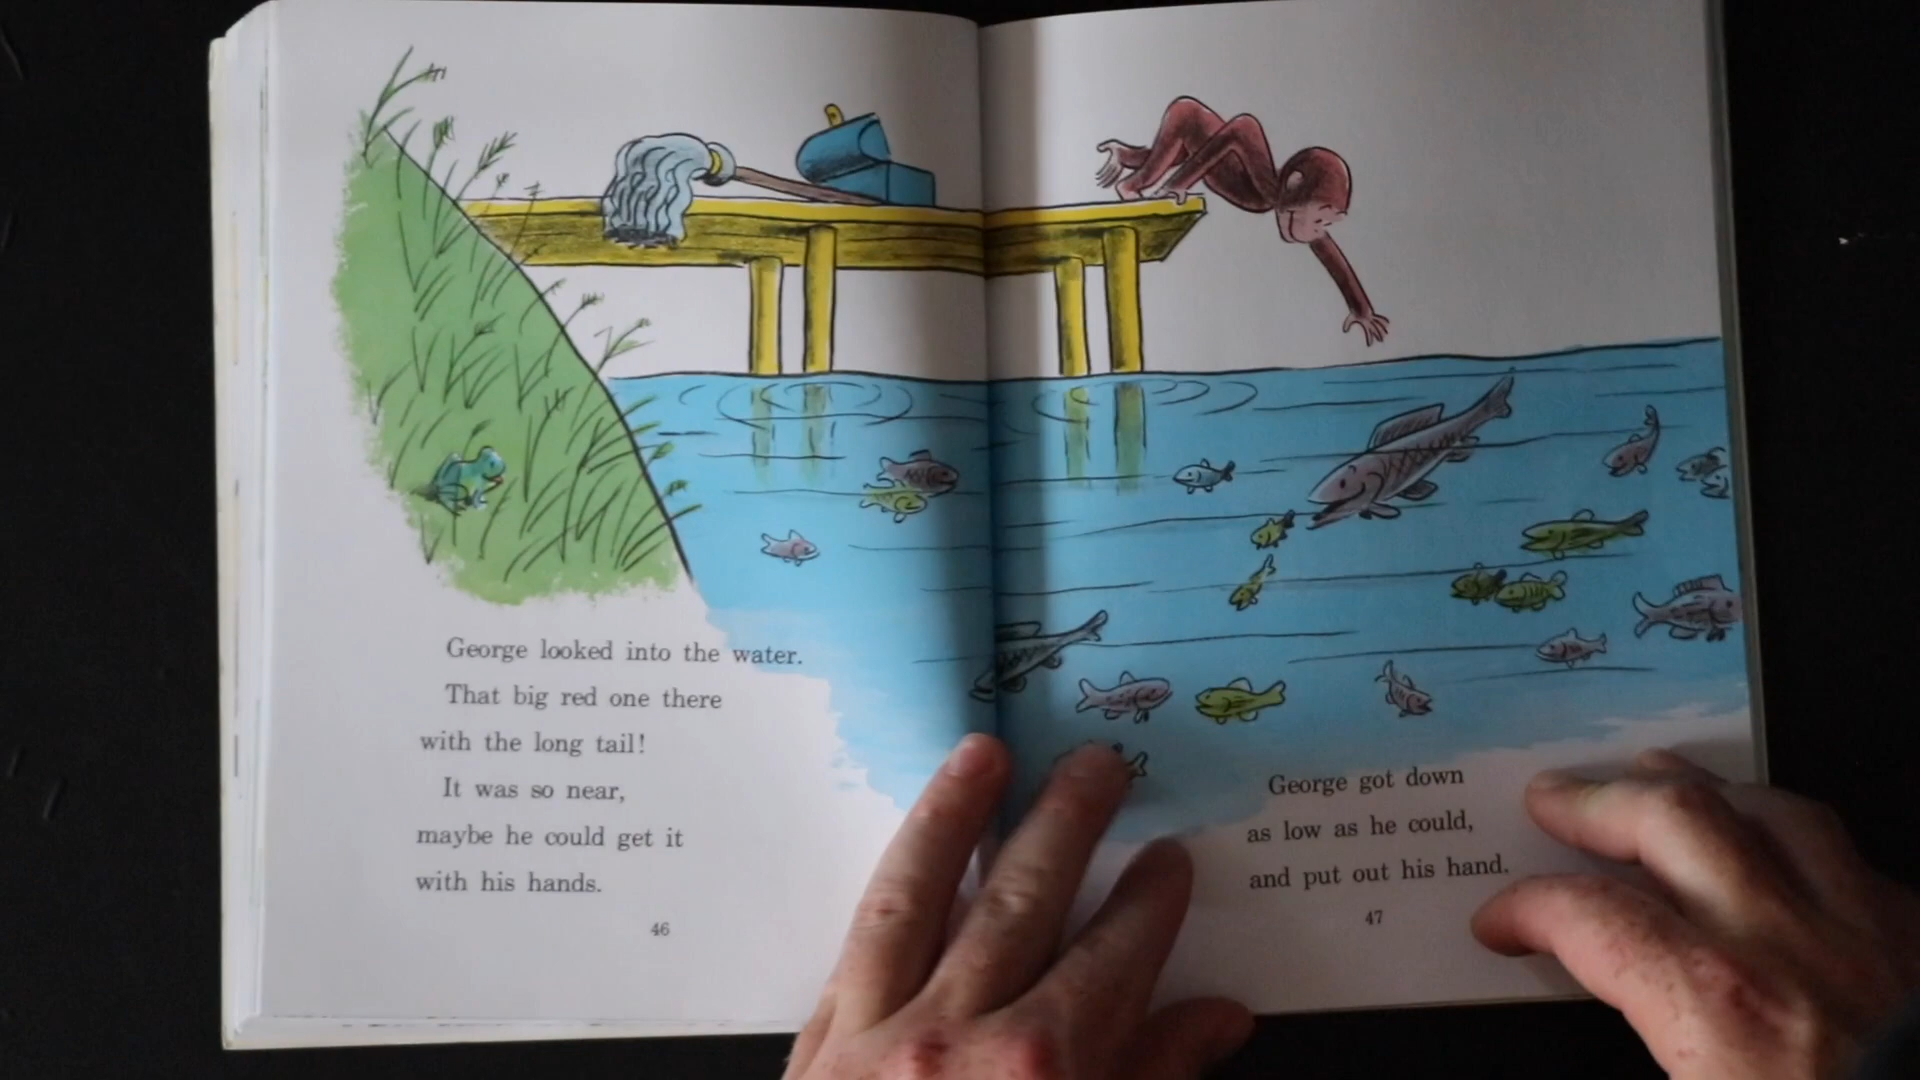 George looked into the water.
That big red one there
with the long tail!
It was so near,
maybe he could get it
with his hands.
46
George got down
as low as he could,
and put out his hand.
47